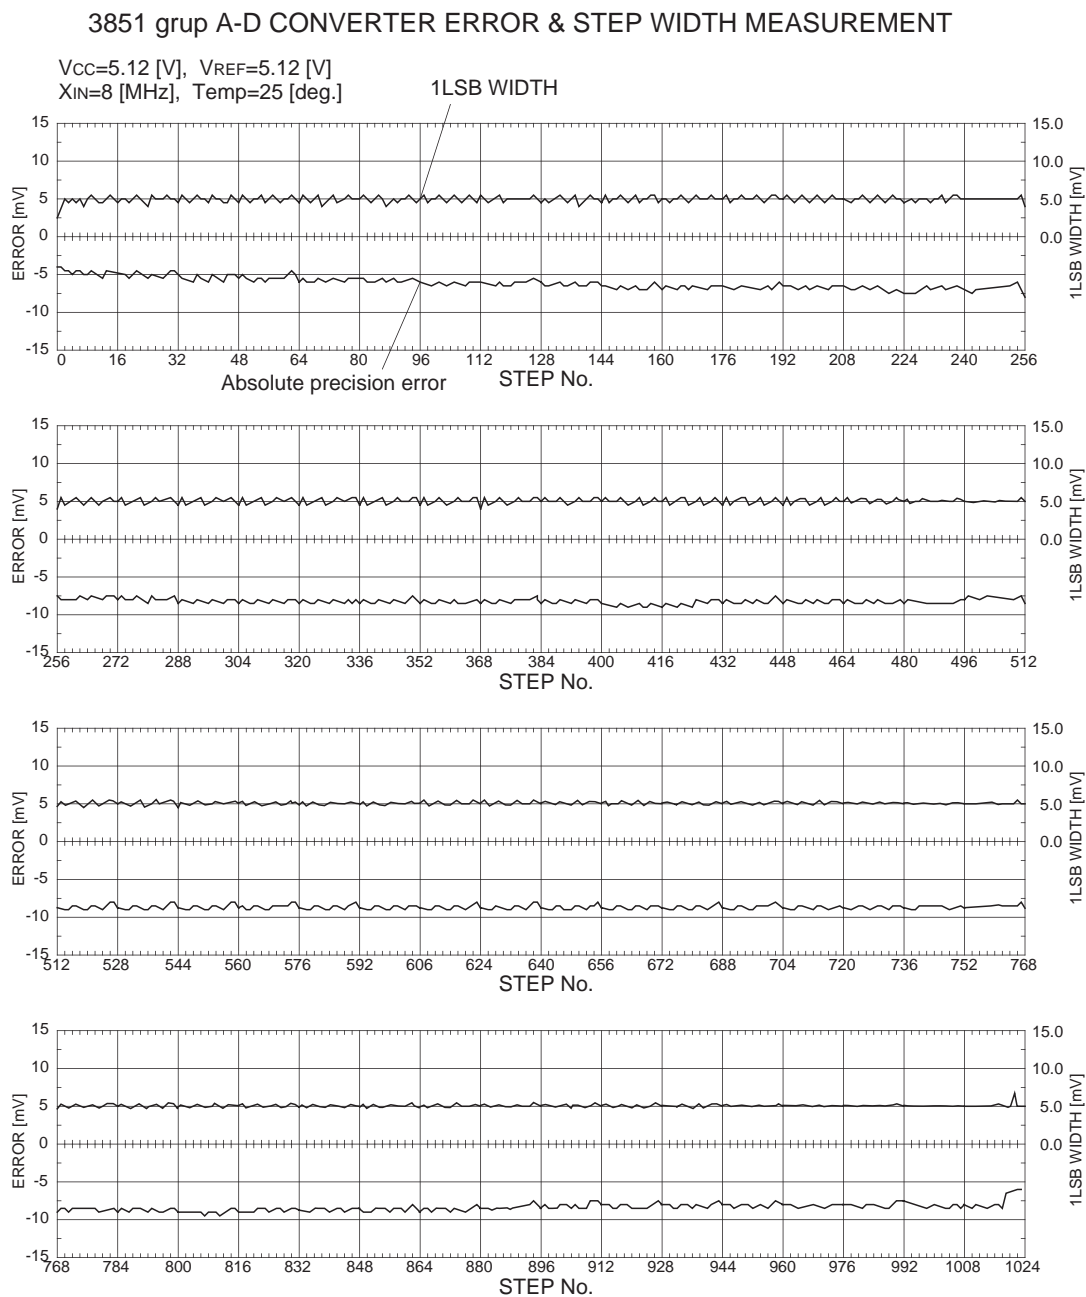 3851 grup A-D CONVERTER ERROR & STEP WIDTH MEASUREMENT
VCC=5.12 [V], VREF=5.12 [V]
XIN=8 [MHz], Temp=25 [deg.]
1LSB WIDTH
ERROR [mV]
15
10
5
0
-5
-10
-15
15.0
10.0
5.0
0.0
1LSB WIDTH [mV]
0 16 32 48 64 80 96 112 128 144 160 176 192 208 224 240 256
Absolute precision error
STEP No.
ERROR [mV]
15
10
5
0
-5
-10
-15
15.0
10.0
5.0
0.0
1LSB WIDTH [mV]
256 272 288 304 320 336 352 368 384 400 416 432 448 464 480 496 512
STEP No.
ERROR [mV]
15
10
5
0
-5
-10
-15
15.0
10.0
5.0
0.0
1LSB WIDTH [mV]
512 528 544 560 576 592 606 624 640 656 672 688 704 720 736 752 768
STEP No.
ERROR [mV]
15
10
5
0
-5
-10
-15
15.0
10.0
5.0
0.0
1LSB WIDTH [mV]
768 784 800 816 832 848 864 880 896 912 928 944 960 976 992 1008 1024
STEP No.